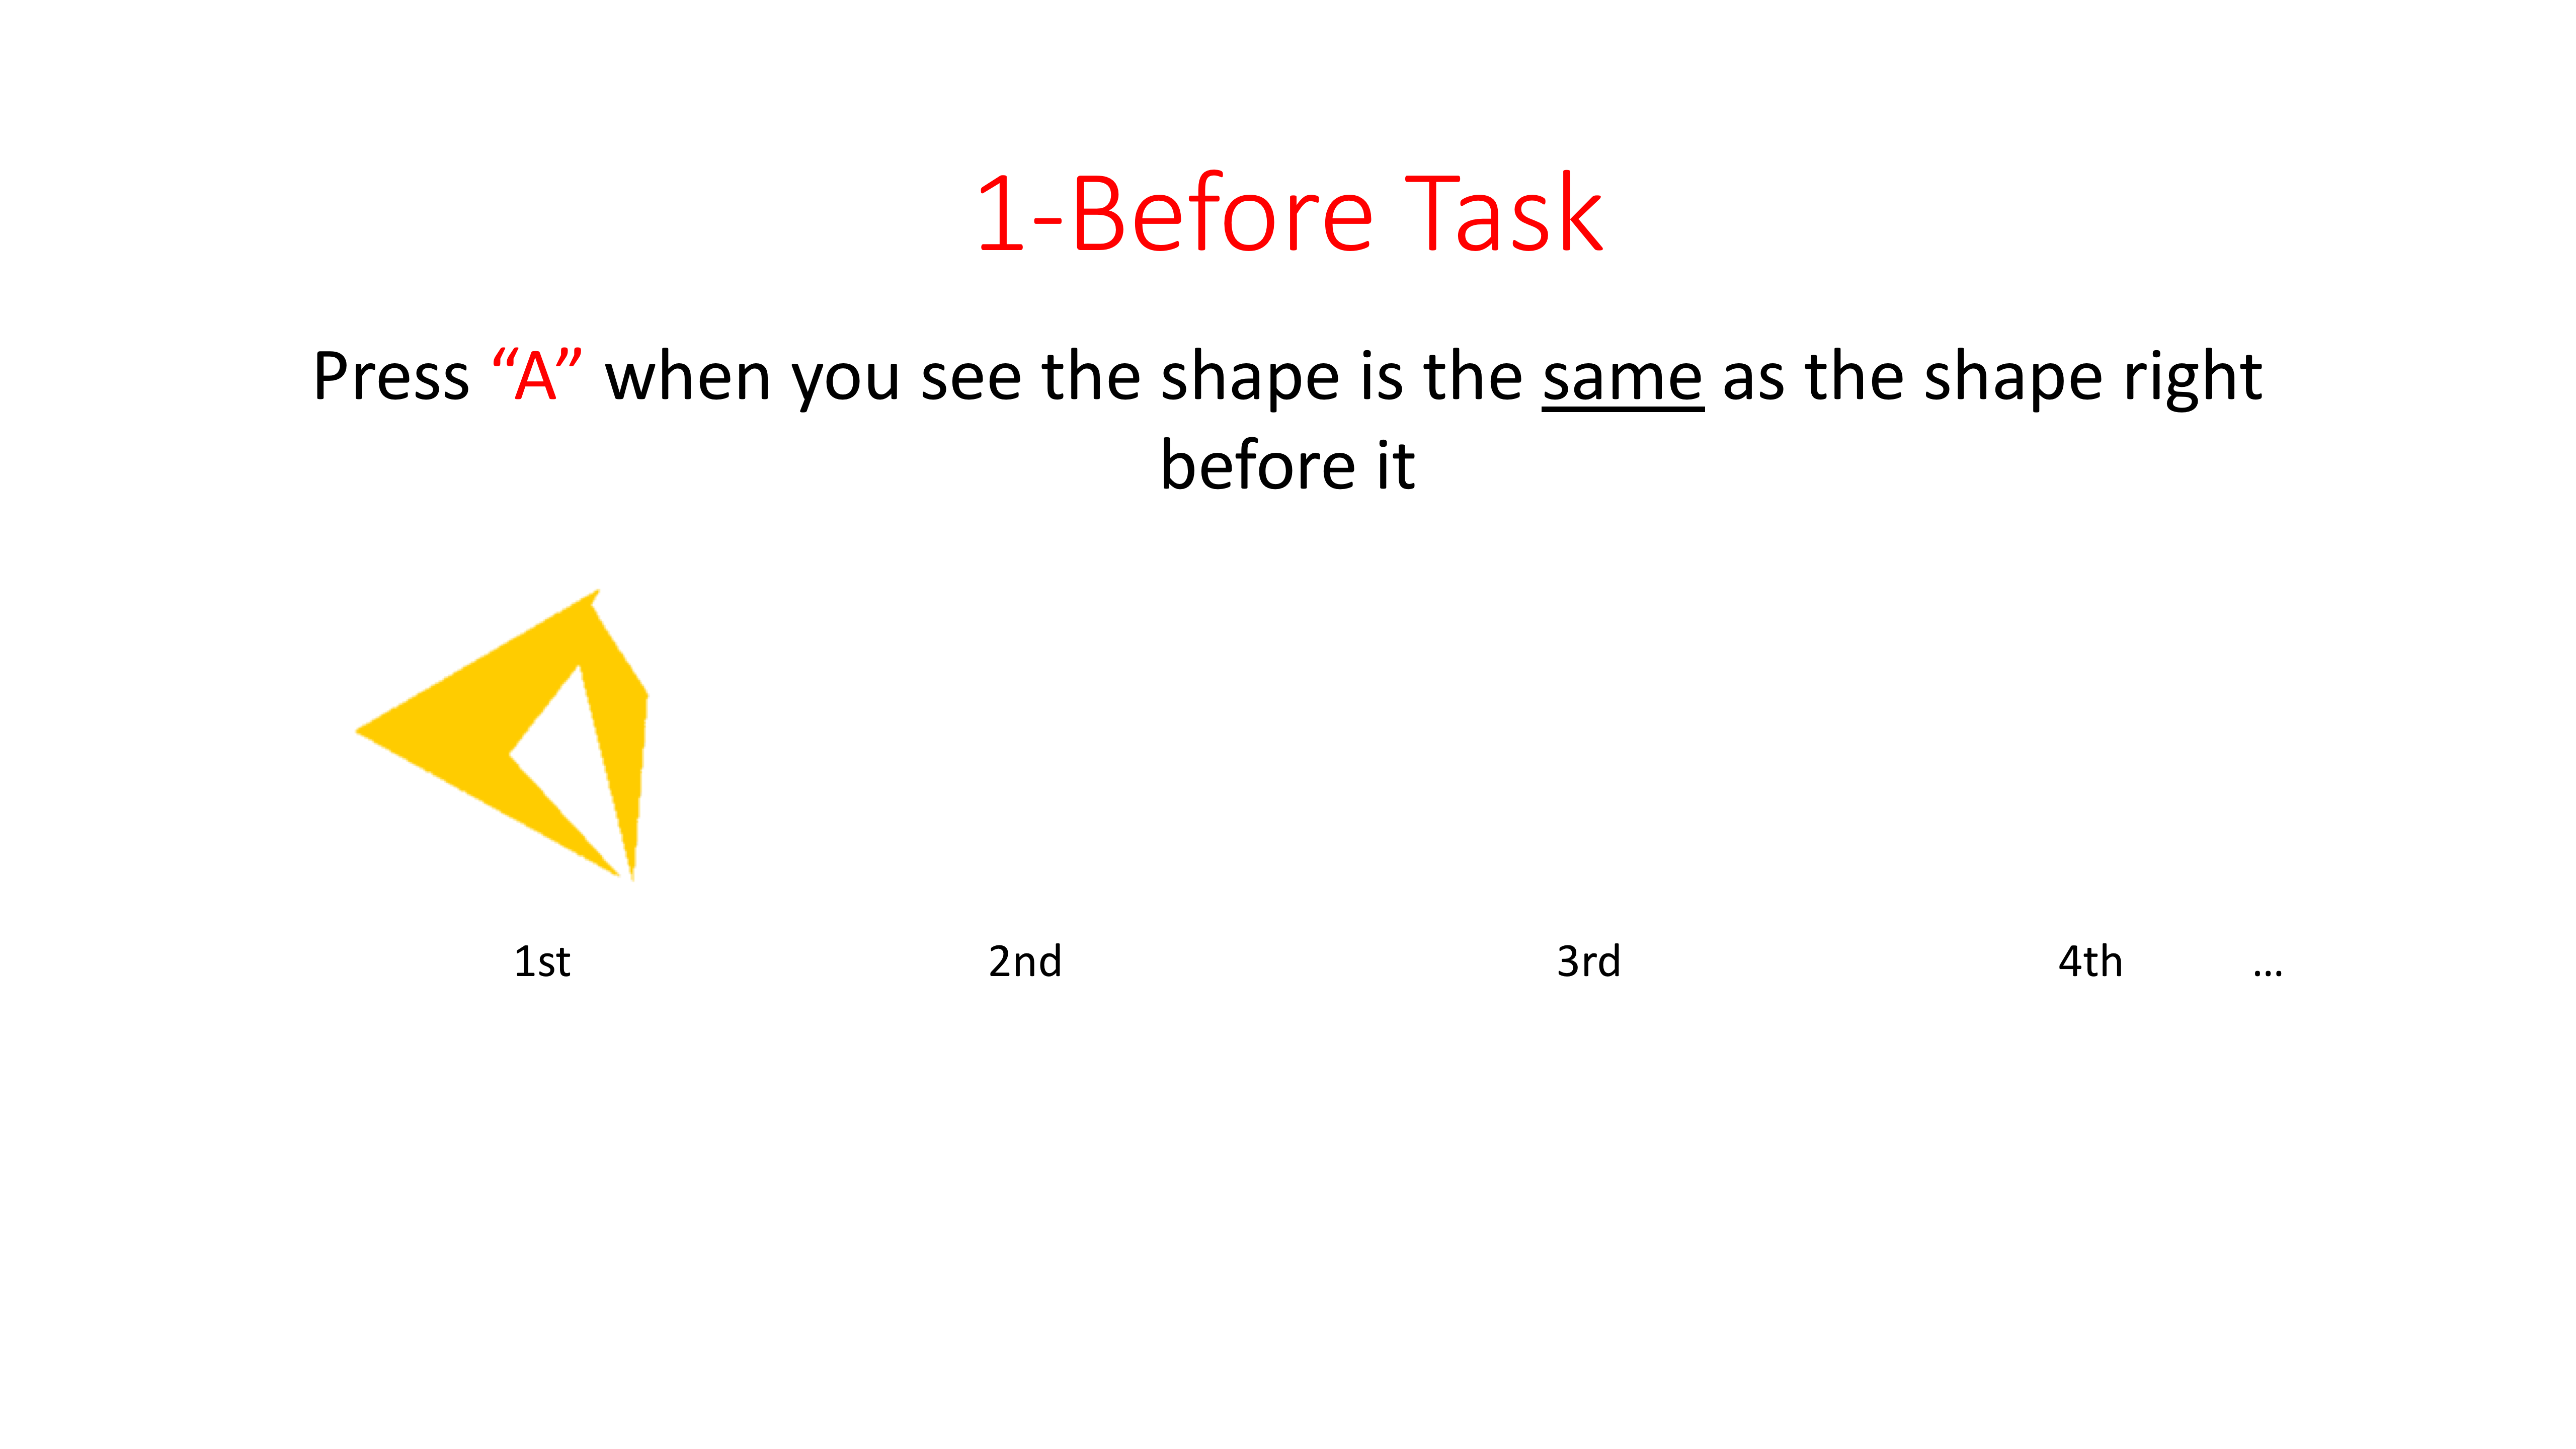 1-Before Task
Press “A” when you see the shape is the same as the shape right
before it
1st 2nd 3rd 4th ...